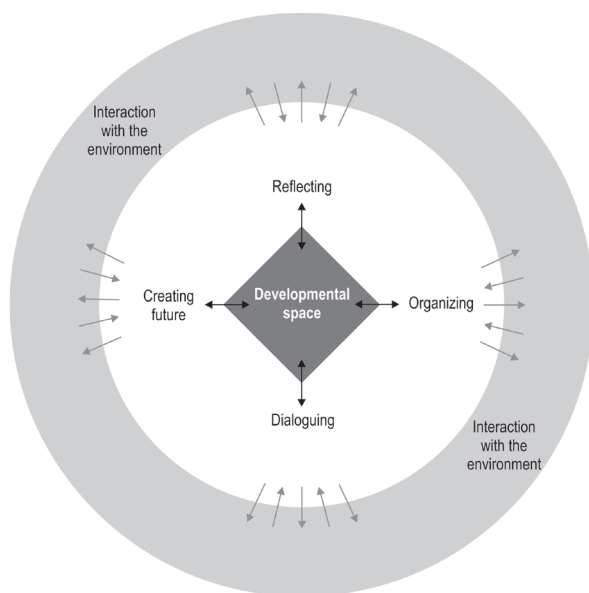 Interaction
with the
environment
Reflecting
Creating
future
Developmental
space
Organizing
Dialoguing
Interaction
with the
environment